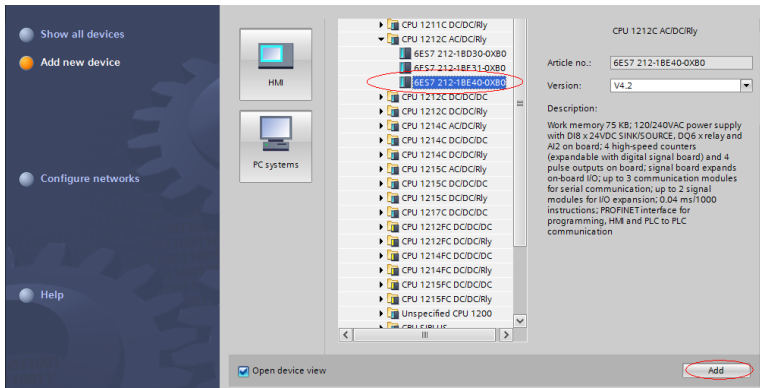 Show all devices
Add new device
Configure networks
Help
HMI
PC systems
CPU 1211C DC/DC/Rly
CPU 1212C AC/DC/Rly
6ES7 212-1BD30-0XB0
6ES7 212-1BE31-0XB0
6ES7 212-1BE40-0XB0
CPU 1212C DC/DC/DC
CPU 1212C DC/DC/Rly
CPU 1214C AC/DC/Rly
CPU 1214C DC/DC/DC
CPU 1214C DC/DC/Rly
CPU 1215C AC/DC/Rly
CPU 1215C DC/DC/DC
CPU 1215C DC/DC/Rly
CPU 1217C DC/DC/DC
CPU 1212FC DC/DC/DC
CPU 1212FC DC/DC/Rly
CPU 1214FC DC/DC/DC
CPU 1214FC DC/DC/Rly
CPU 1215FC DC/DC/DC
CPU 1215FC DC/DC/Rly
Unspecified CPU 1200
CPU SIPLUS
Open device view
CPU 1212C AC/DC/Rly
Article no.: 6ES7 212-1BE40-0XB0
Version: V4.2
Description:
Work memory 75 KB; 120/240VAC power supply
with DI8 x 24VDC SINK/SOURCE, DQ6 x relay and
AI2 on board; 4 high-speed counters
(expandable with digital signal board) and 4
pulse outputs on board; signal board expands
on-board I/O; up to 3 communication modules
for serial communication; up to 2 signal
modules for I/O expansion; 0.04 ms/1000
instructions; PROFINET interface for
programming, HMI and PLC to PLC
communication
Add